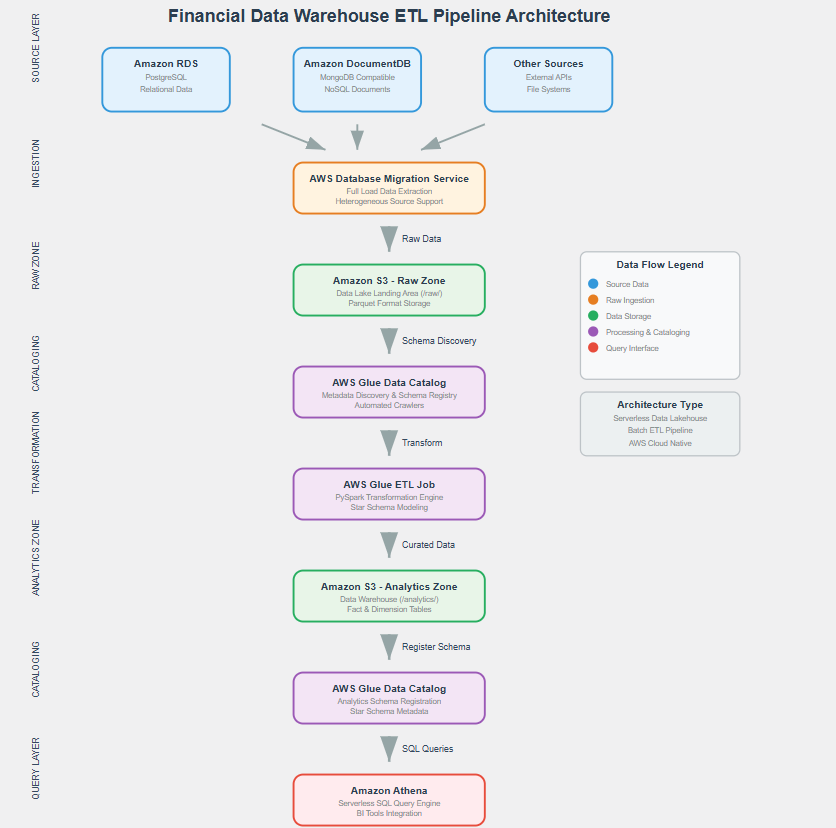 Financial Data Warehouse ETL Pipeline Architecture
SOURCE LAYER
Amazon RDS
PostgreSQL
Relational Data
Amazon DocumentDB
MongoDB Compatible
NoSQL Documents
Other Sources
External APIs
File Systems
INGESTION
AWS Database Migration Service
Full Load Data Extraction
Heterogeneous Source Support
Raw Data
RAW ZONE
Amazon S3 - Raw Zone
Data Lake Landing Area (/raw/)
Parquet Format Storage
Schema Discovery
CATALOGING
AWS Glue Data Catalog
Metadata Discovery & Schema Registry
Automated Crawlers
Transform
TRANSFORMATION
AWS Glue ETL Job
PySpark Transformation Engine
Star Schema Modeling
Curated Data
ANALYTICS ZONE
Amazon S3 - Analytics Zone
Data Warehouse (/analytics/)
Fact & Dimension Tables
Register Schema
CATALOGING
AWS Glue Data Catalog
Analytics Schema Registration
Star Schema Metadata
SQL Queries
QUERY LAYER
Amazon Athena
Serverless SQL Query Engine
BI Tools Integration
Data Flow Legend
Source Data
Raw Ingestion
Data Storage
Processing & Cataloging
Query Interface
Architecture Type
Serverless Data Lakehouse
Batch ETL Pipeline
AWS Cloud Native